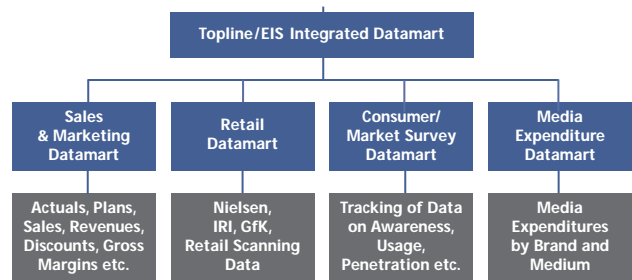 Topline/EIS Integrated Datamart
Sales
& Marketing
Datamart
Retail
Datamart
Consumer/
Market Survey
Datamart
Media
Expenditure
Datamart
Actuals, Plans,
Sales, Revenues,
Discounts, Gross
Margins etc.
Nielsen,
IRI, GfK,
Retail Scanning
Data
Tracking of Data
on Awareness,
Usage,
Penetration etc.
Media
Expenditures
by Brand and
Medium